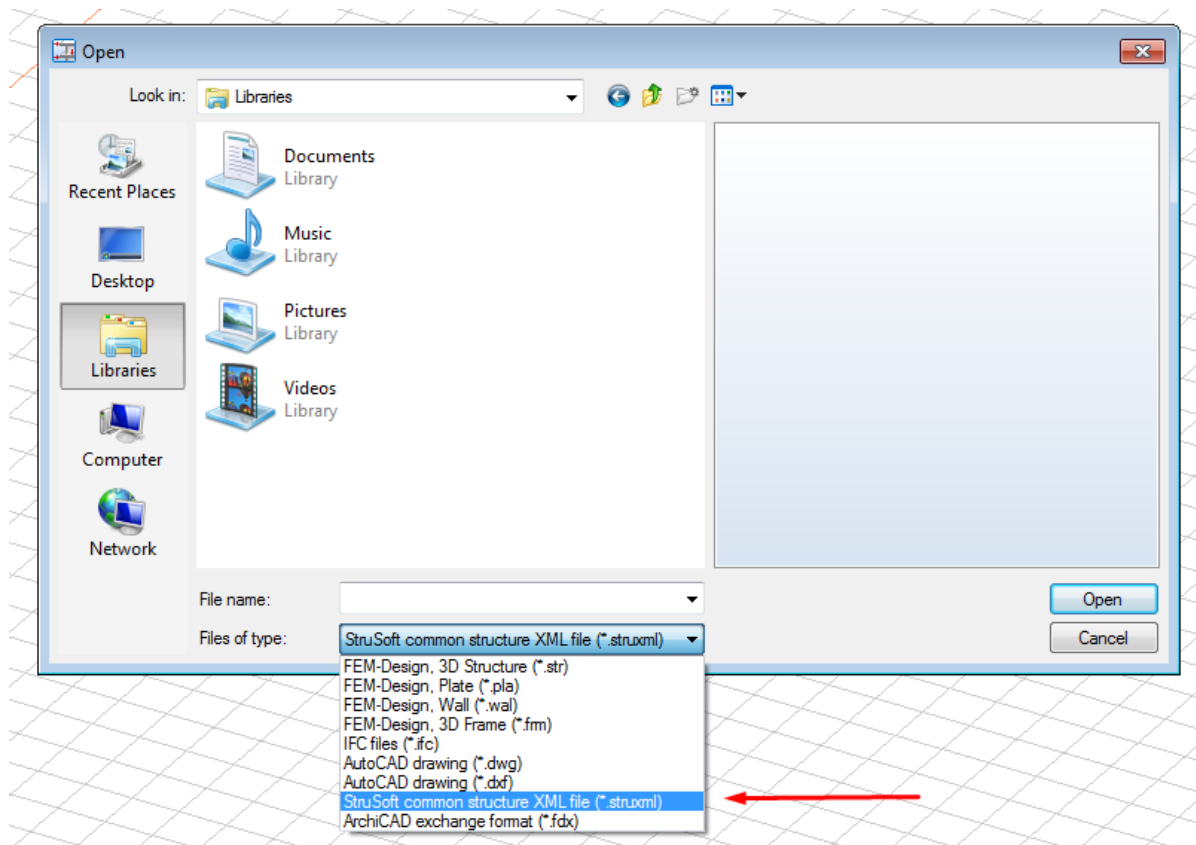 Open
Look in:
Libraries
Recent Places
Desktop
Libraries
Computer
Network
Documents
Library
Music
Library
Pictures
Library
Videos
Library
File name:
Open
Files of type:
StruSoft common structure XML file (*.struxml)
Cancel
FEM-Design, 3D Structure (*.str)
FEM-Design, Plate (*.pla)
FEM-Design, Wall (*.wal)
FEM-Design, 3D Frame (*.frm)
IFC files (*.ifc)
AutoCAD drawing (*.dwg)
AutoCAD drawing (*.dxf)
StruSoft common structure XML file (*.struxml)
ArchiCAD exchange format (*.fdx)